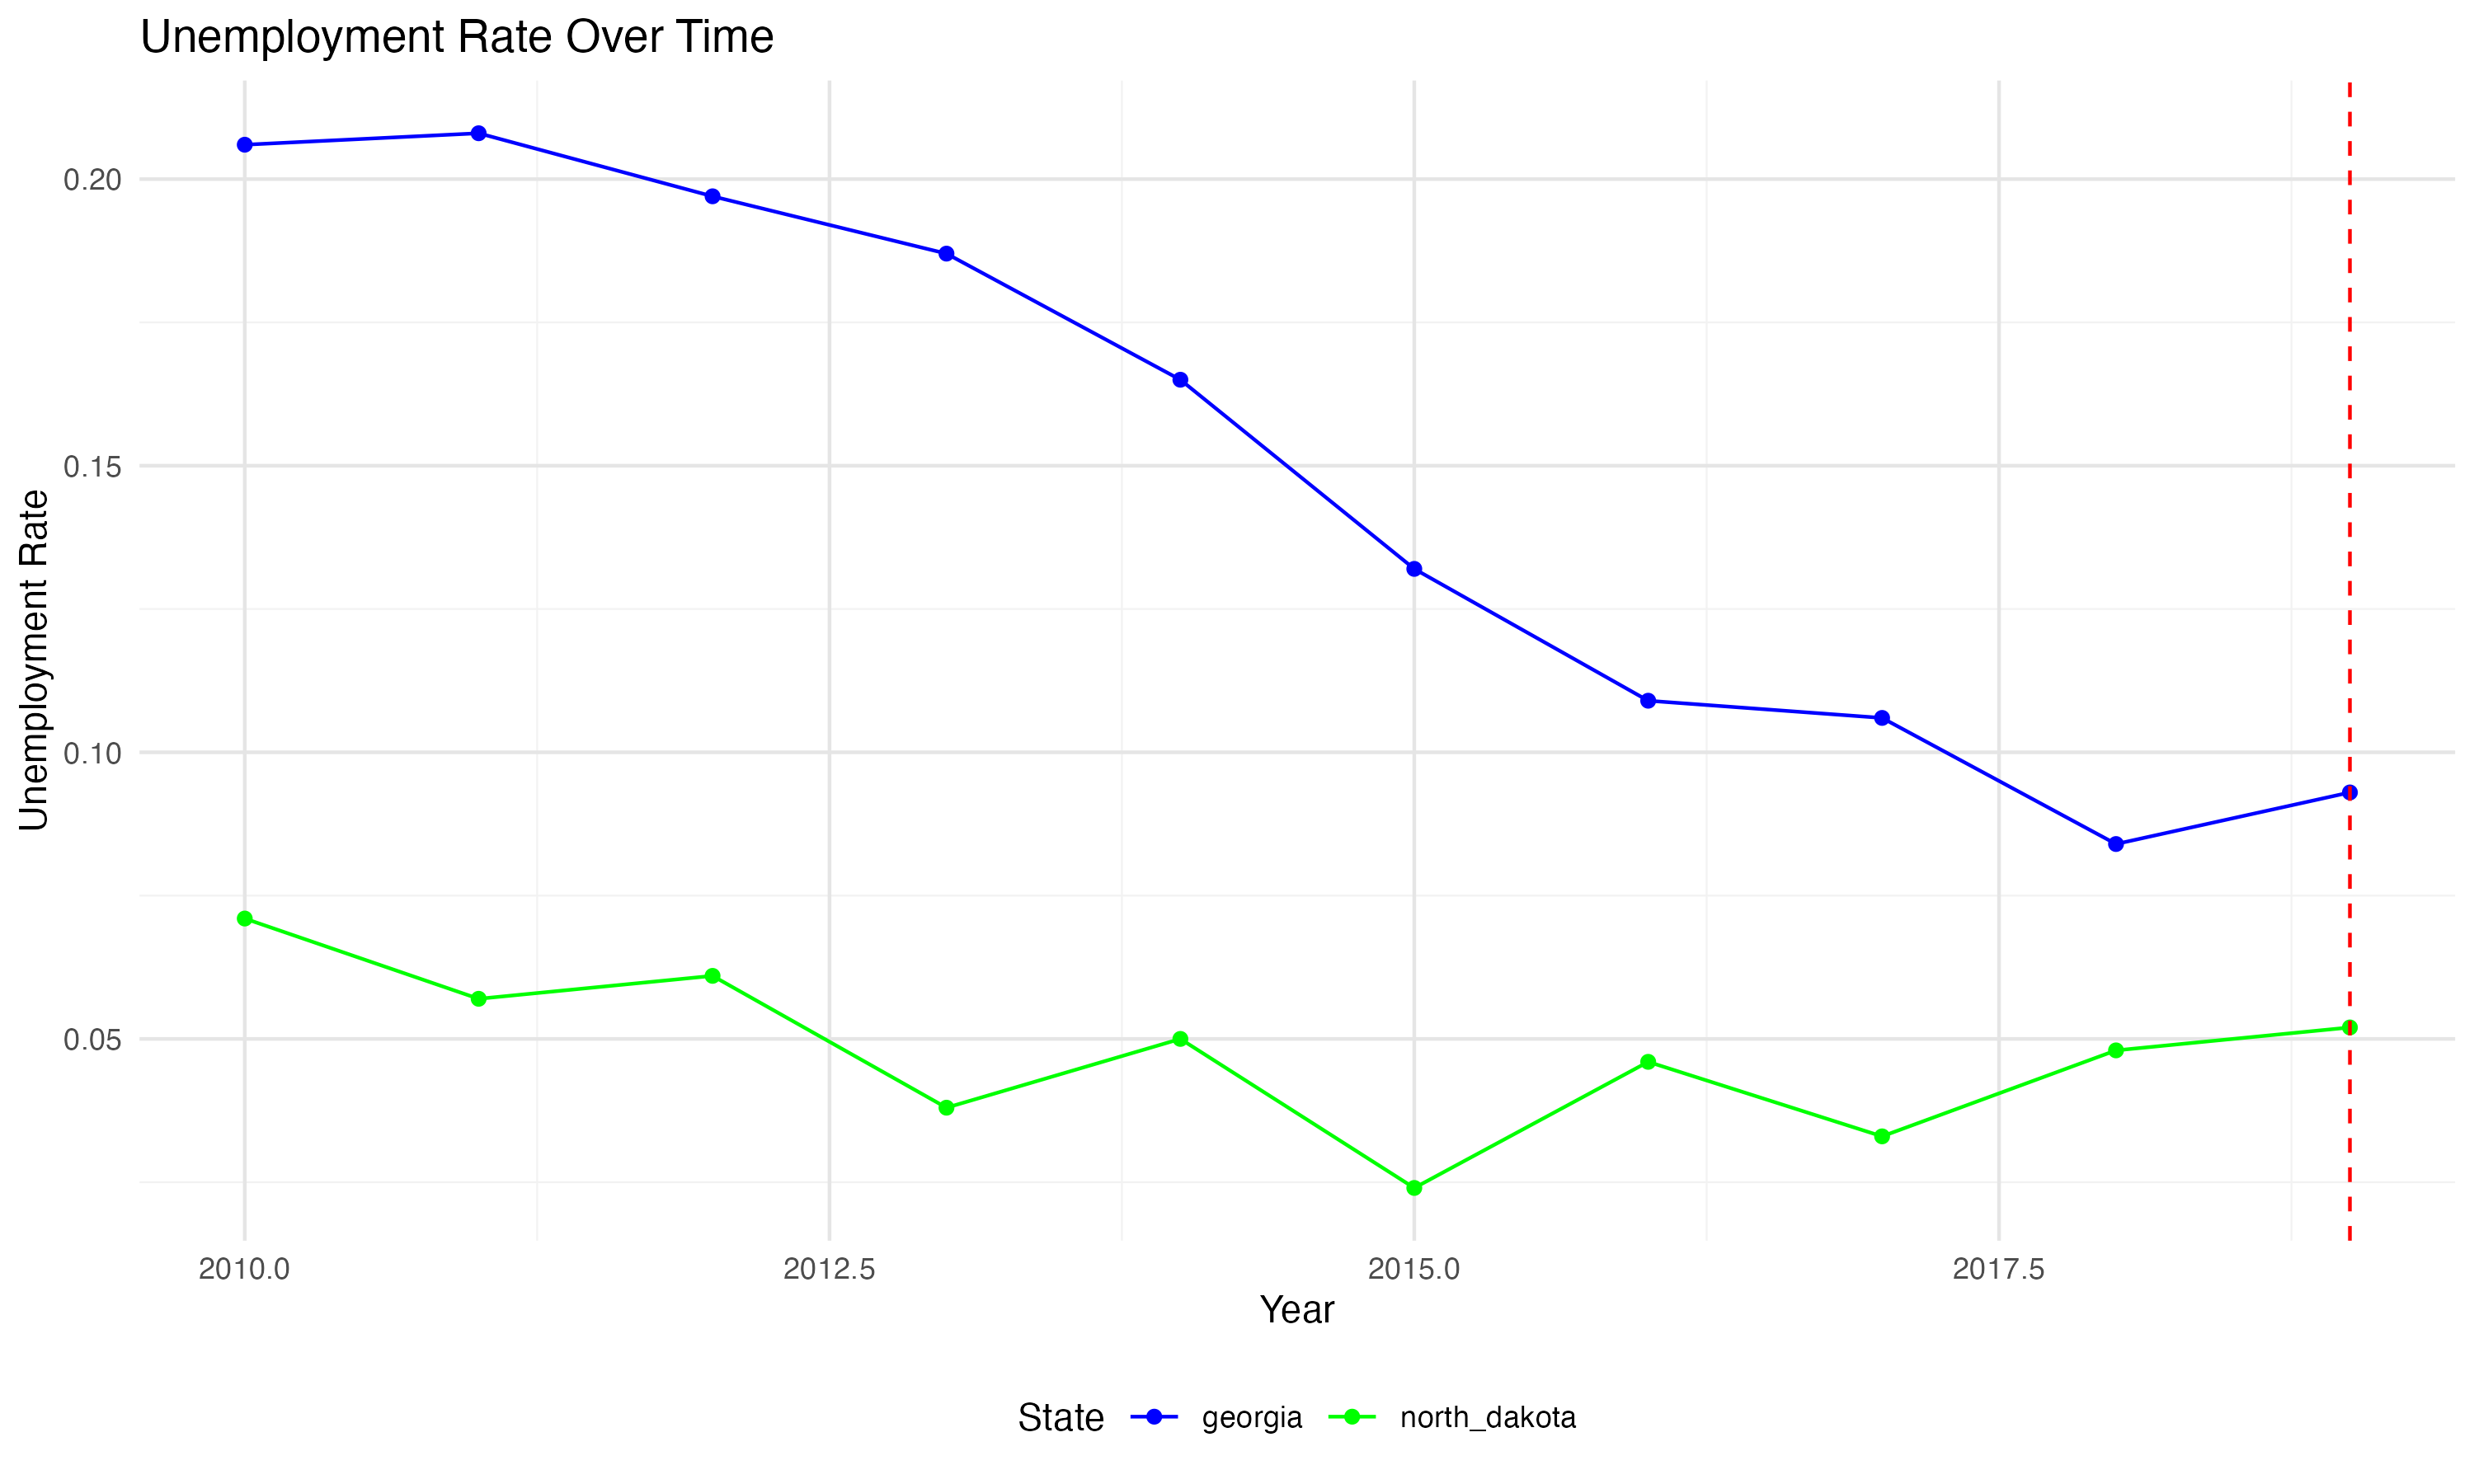 Unemployment Rate Over Time
Unemployment Rate
0.20
0.15
0.10
0.05
2010.0 2012.5 2015.0 2017.5
Year
State georgia north_dakota